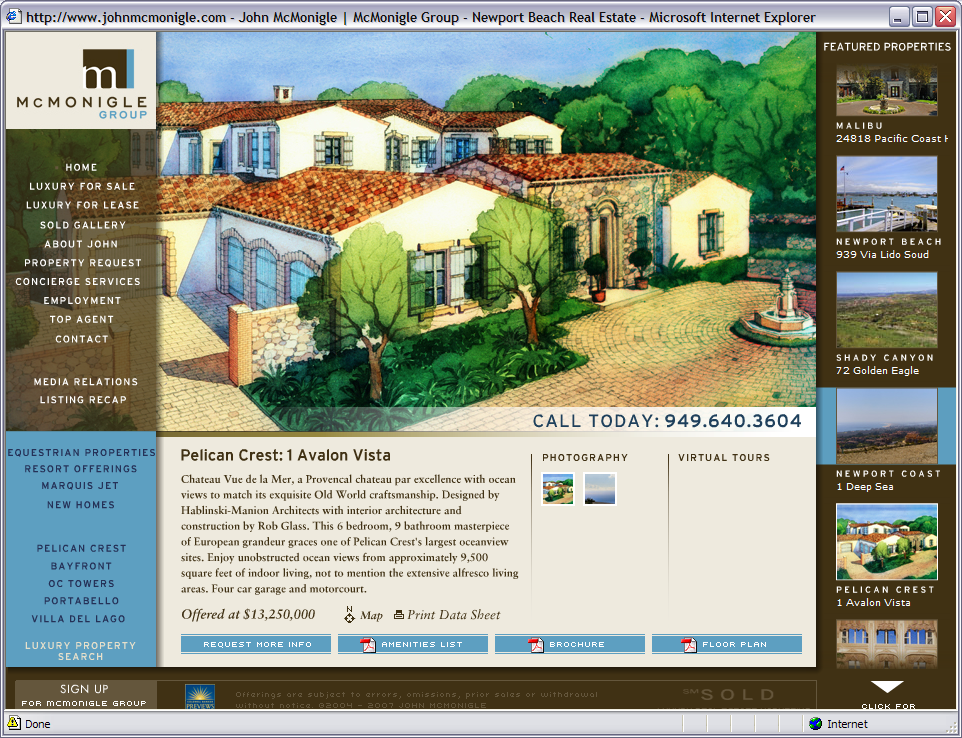 http://www.johnmcmonigle.com - John McMonigle | McMonigle Group - Newport Beach Real Estate - Microsoft Internet Explorer
m
McMONIGLE
GROUP
HOME
LUXURY FOR SALE
LUXURY FOR LEASE
SOLD GALLERY
ABOUT JOHN
PROPERTY REQUEST
CONCIERGE SERVICES
EMPLOYMENT
TOP AGENT
CONTACT
MEDIA RELATIONS
LISTING RECAP
EQUESTRIAN PROPERTIES
RESORT OFFERINGS
MARQUIS JET
NEW HOMES
PELICAN CREST
BAYFRONT
OC TOWERS
PORTABELLO
VILLA DEL LAGO
LUXURY PROPERTY
SEARCH
CALL TODAY: 949.640.3604
Pelican Crest: 1 Avalon Vista
Chateau Vue de la Mer, a Provencal chateau par excellence with ocean
views to match its exquisite Old World craftsmanship. Designed by
Hablinski-Manion Architects with interior architecture and
construction by Rob Glass. This 6 bedroom, 9 bathroom masterpiece
of European grandeur graces one of Pelican Crest's largest oceanview
sites. Enjoy unobstructed ocean views from approximately 9,500
square feet of indoor living, not to mention the extensive alfresco living
areas. Four car garage and motorcourt.
Offered at $13,250,000
N
Map
Print Data Sheet
PHOTOGRAPHY
VIRTUAL TOURS
REQUEST MORE INFO
AMENITIES LIST
BROCHURE
FLOOR PLAN
FEATURED PROPERTIES
MALIBU
24818 Pacific Coast H
NEWPORT BEACH
939 Via Lido Soud
SHADY CANYON
72 Golden Eagle
NEWPORT COAST
1 Deep Sea
PELICAN CREST
1 Avalon Vista
CLICK FOR
SIGN UP
FOR MCMONIGLE GROUP
PREVIEWS
Offerings are subject to errors, omissions, prior sales or withdrawal
without notice. ©2004 - 2007 JOHN MCMONIGLE
SM SOLD
Done
Internet